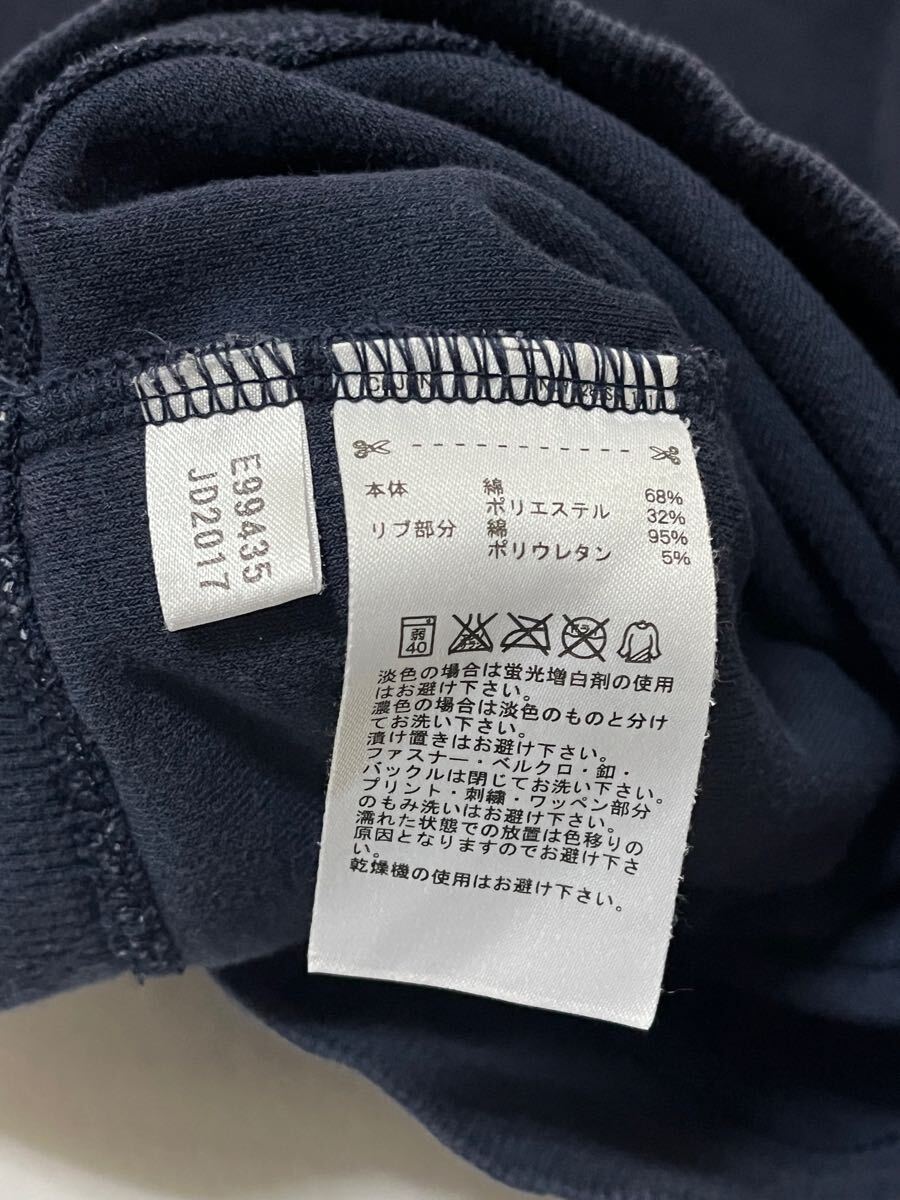 E99435
JD2017
本体 綿 68%
ポリエステル 32%
リブ部分 綿 95%
ポリウレタン 5%
弱
40
淡色の場合は蛍光増白剤の使用
はお避け下さい。
濃色の場合は淡色のものと分け
てお洗い下さい。
漬け置きはお避け下さい。
ファスナー・ベルクロ・釦・
バックルは閉じてお洗い下さい。
プリント・刺繍・ワッペン部分
のもみ洗いはお避け下さい。
濡れた状態での放置は色移りの
原因となりますのでお避け下さ
い。
乾燥機の使用はお避け下さい。